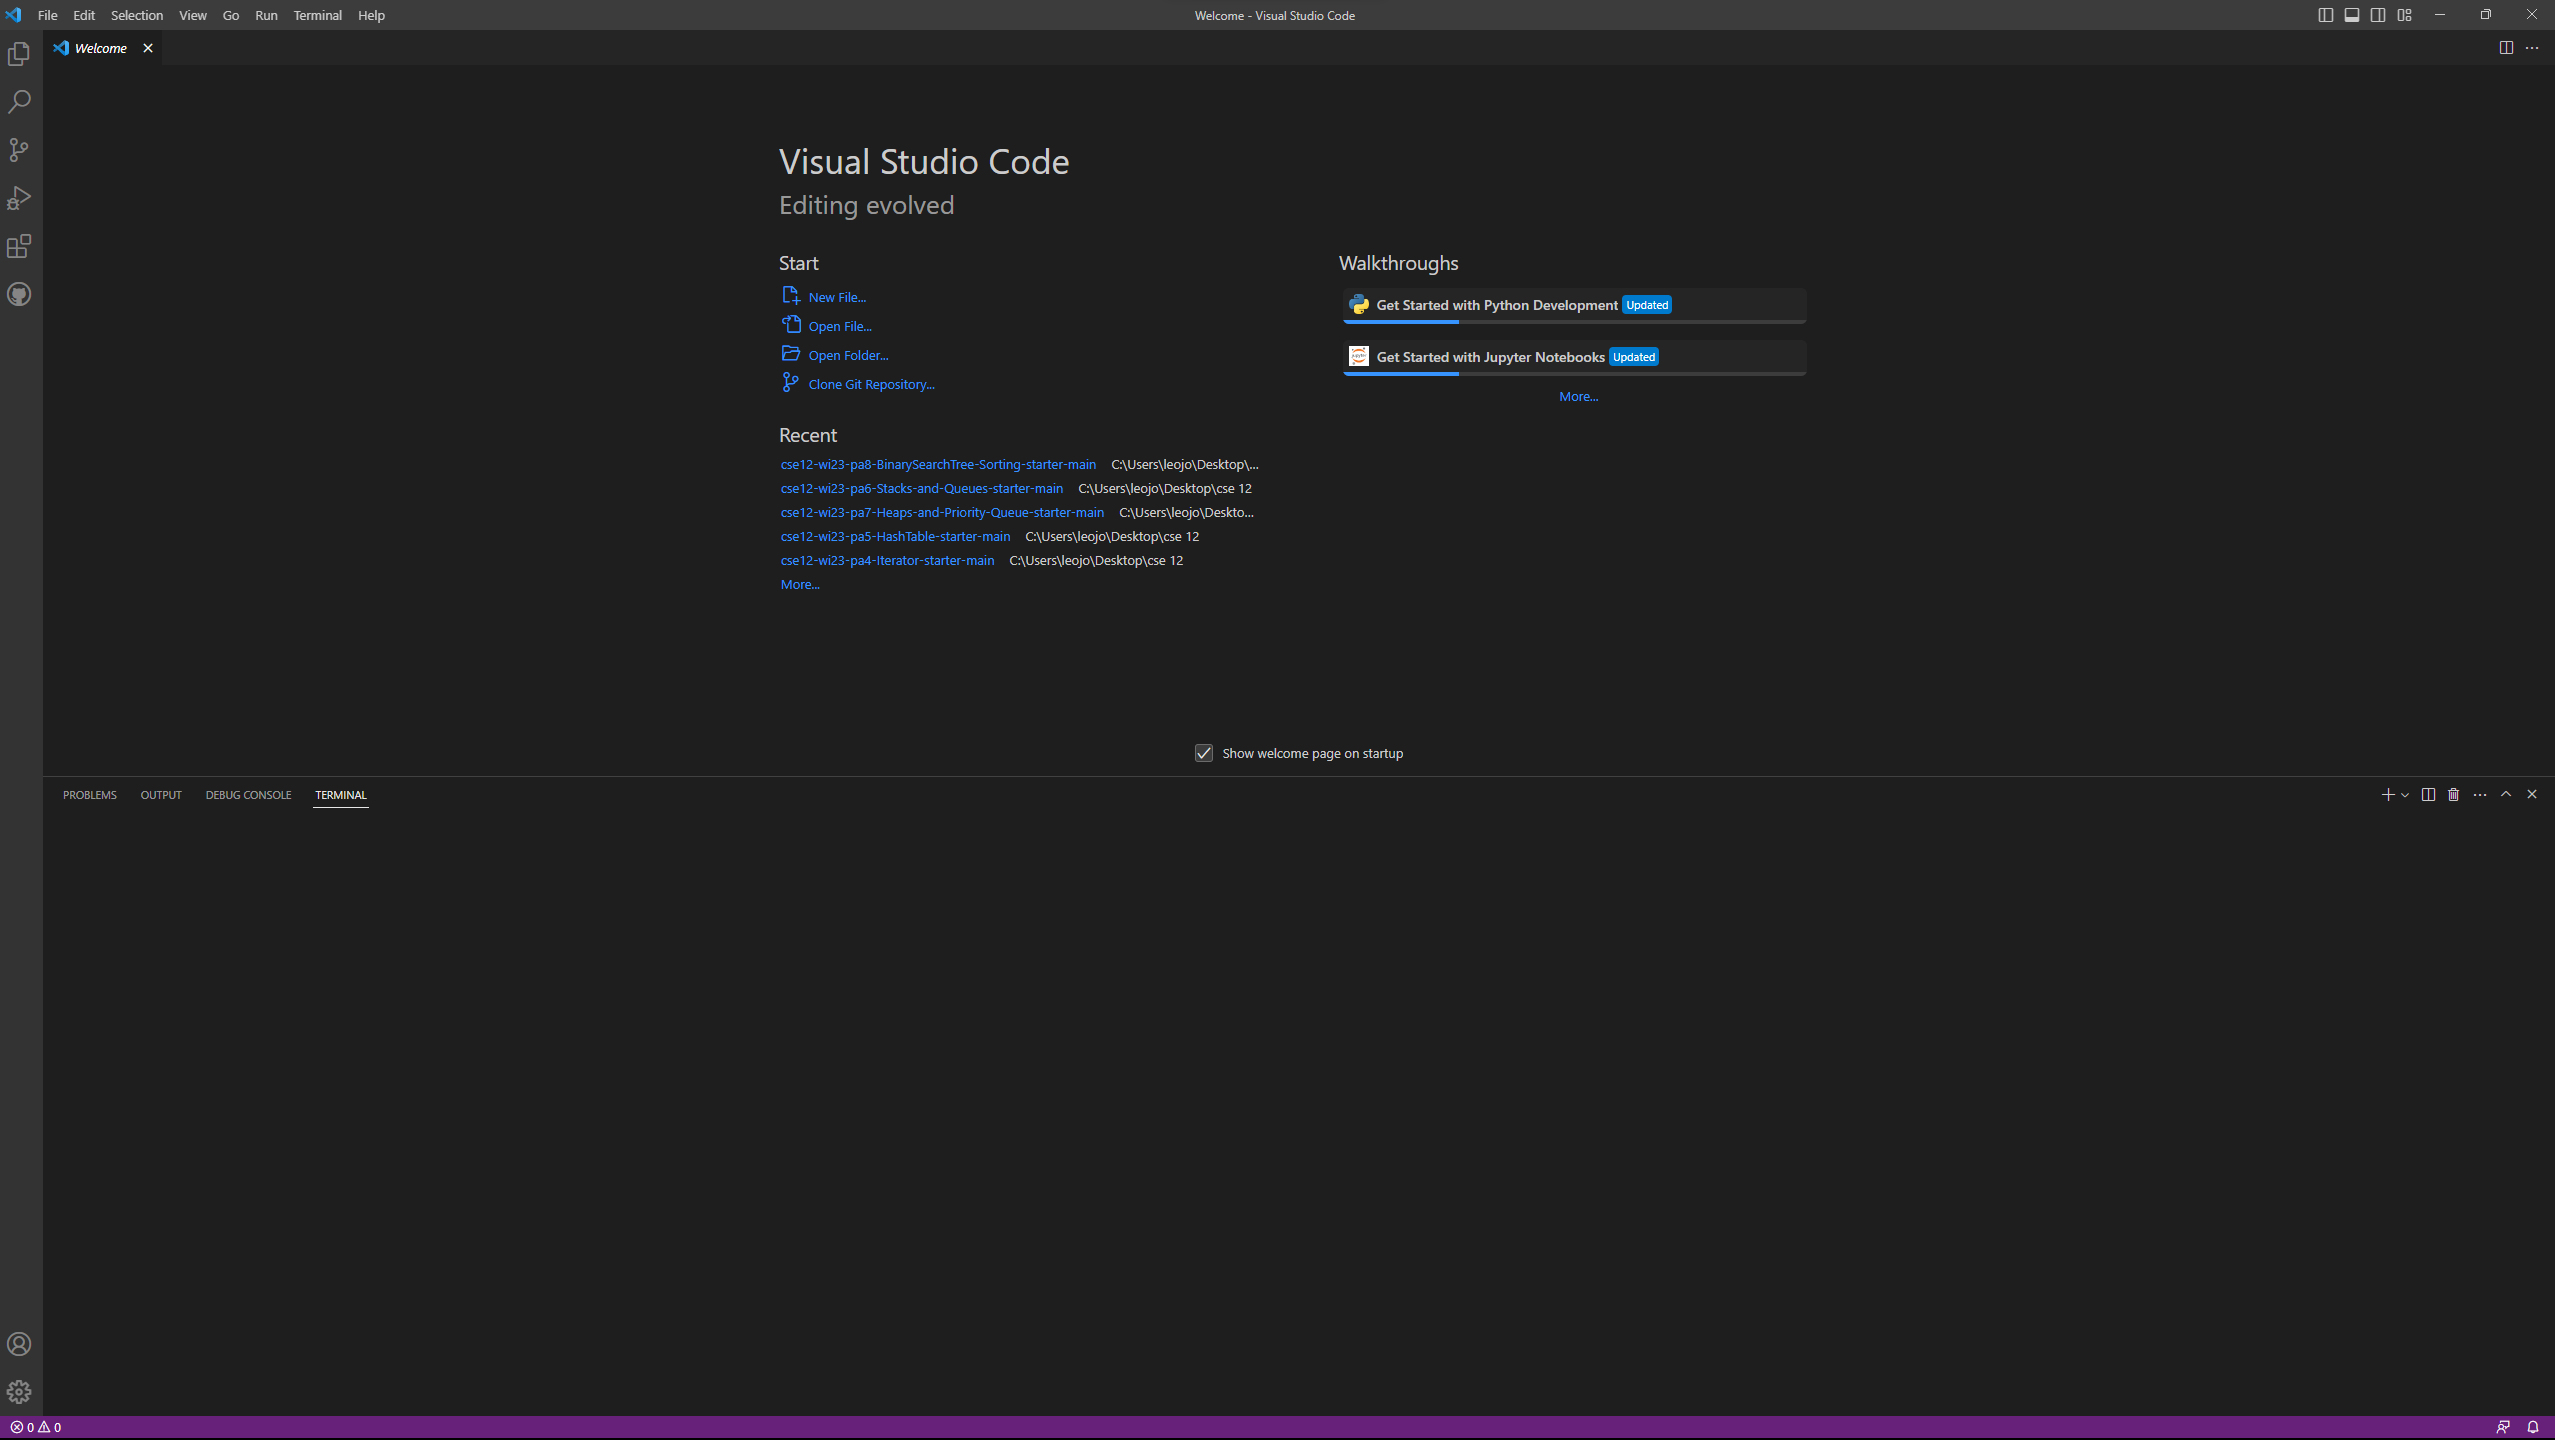 File Edit Selection View Go Run Terminal Help Welcome - Visual Studio Code
Welcome
Visual Studio Code
Editing evolved
Start
New File...
Open File...
Open Folder...
Clone Git Repository...
Walkthroughs
Get Started with Python Development Updated
Get Started with Jupyter Notebooks Updated
More...
Recent
cse12-wi23-pa8-BinarySearchTree-Sorting-starter-main C:\Users\leojo\Desktop\...
cse12-wi23-pa6-Stacks-and-Queues-starter-main C:\Users\leojo\Desktop\cse 12
cse12-wi23-pa7-Heaps-and-Priority-Queue-starter-main C:\Users\leojo\Deskto...
cse12-wi23-pa5-HashTable-starter-main C:\Users\leojo\Desktop\cse 12
cse12-wi23-pa4-Iterator-starter-main C:\Users\leojo\Desktop\cse 12
More...
Show welcome page on startup
PROBLEMS OUTPUT DEBUG CONSOLE TERMINAL
0 0